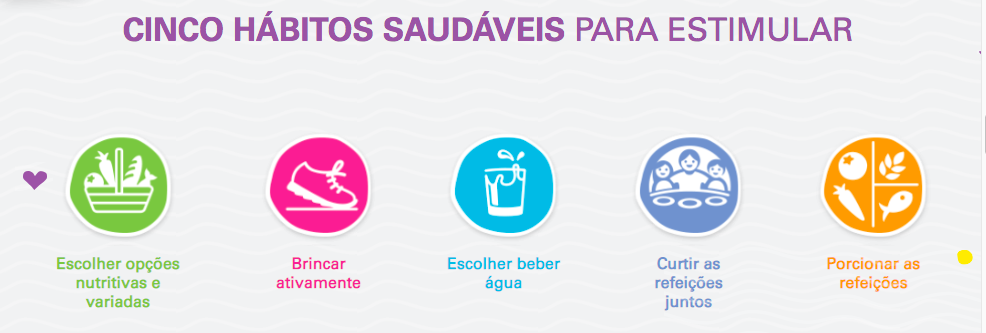 CINCO HÁBITOS SAUDÁVEIS PARA ESTIMULAR
Escolher opções
nutritivas e
variadas
Brincar
ativamente
Escolher beber
água
Curtir as
refeições
juntos
Porcionar as
refeições